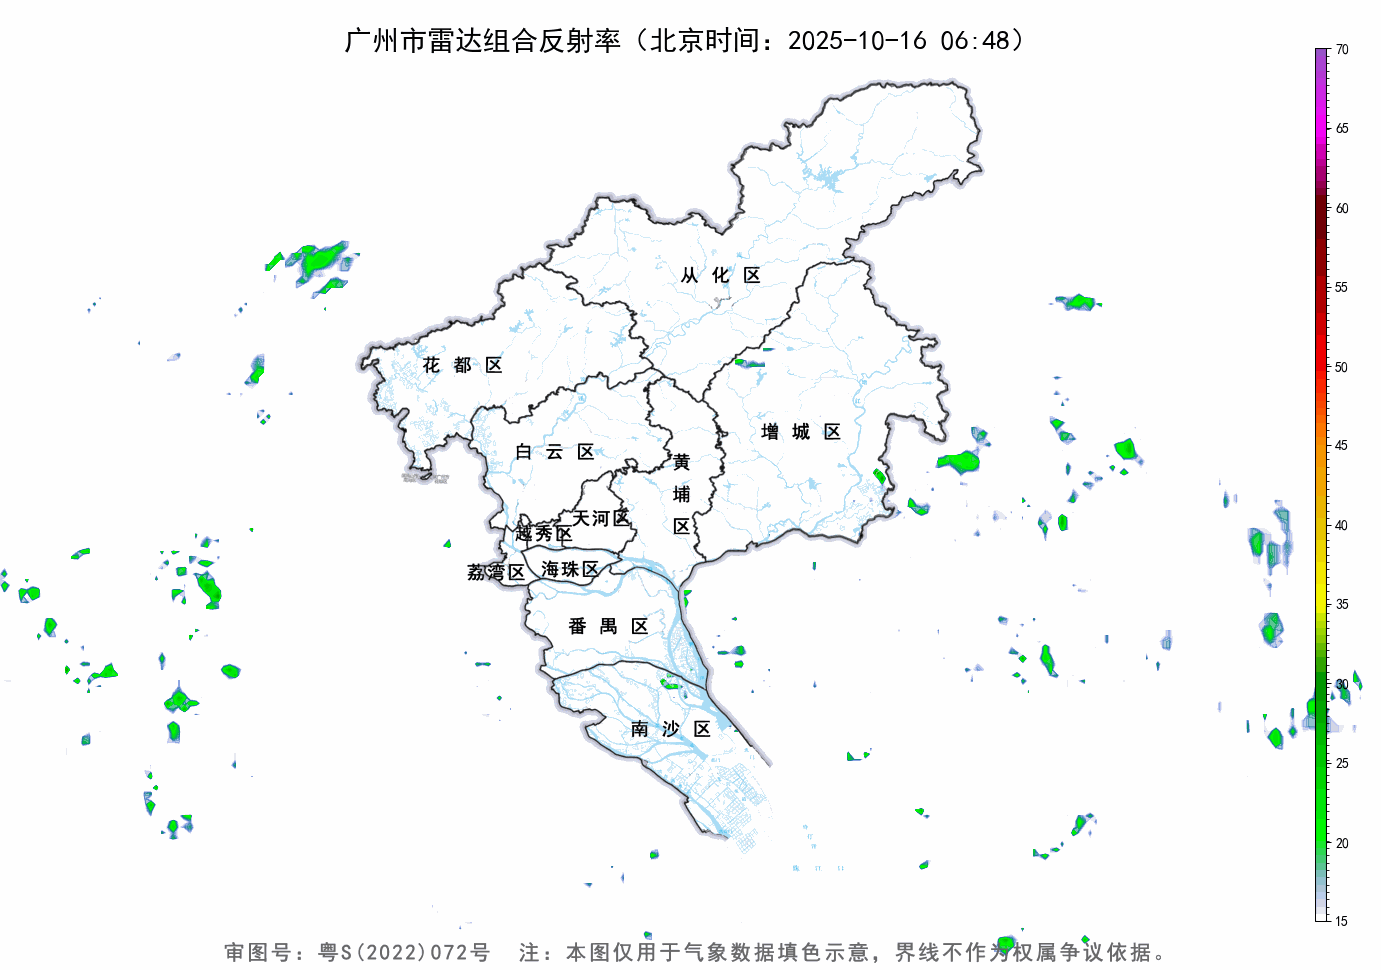 广州市雷达组合反射率（北京时间：2025-10-16 06:48）
70
65
60
55
50
45
40
35
30
25
20
15
从化区
花都区
增城区
白云区
黄埔区
天河区
越秀区
荔湾区
海珠区
番禺区
南沙区
审图号：粤S(2022)072号 注：本图仅用于气象数据填色示意，界线不作为权属争议依据。